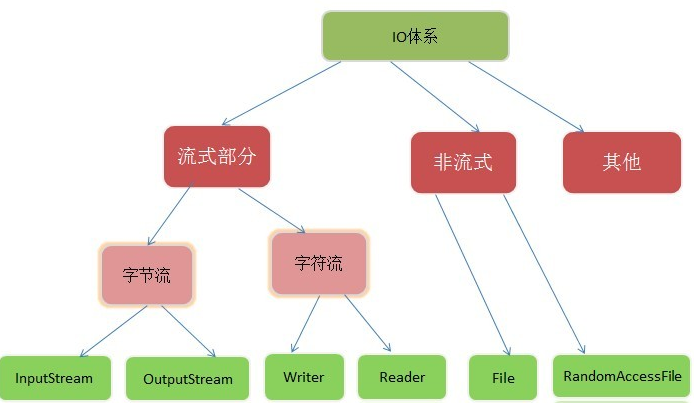 IO体系
流式部分
非流式
其他
字节流
字符流
InputStream
OutputStream
Writer
Reader
File
RandomAccessFile